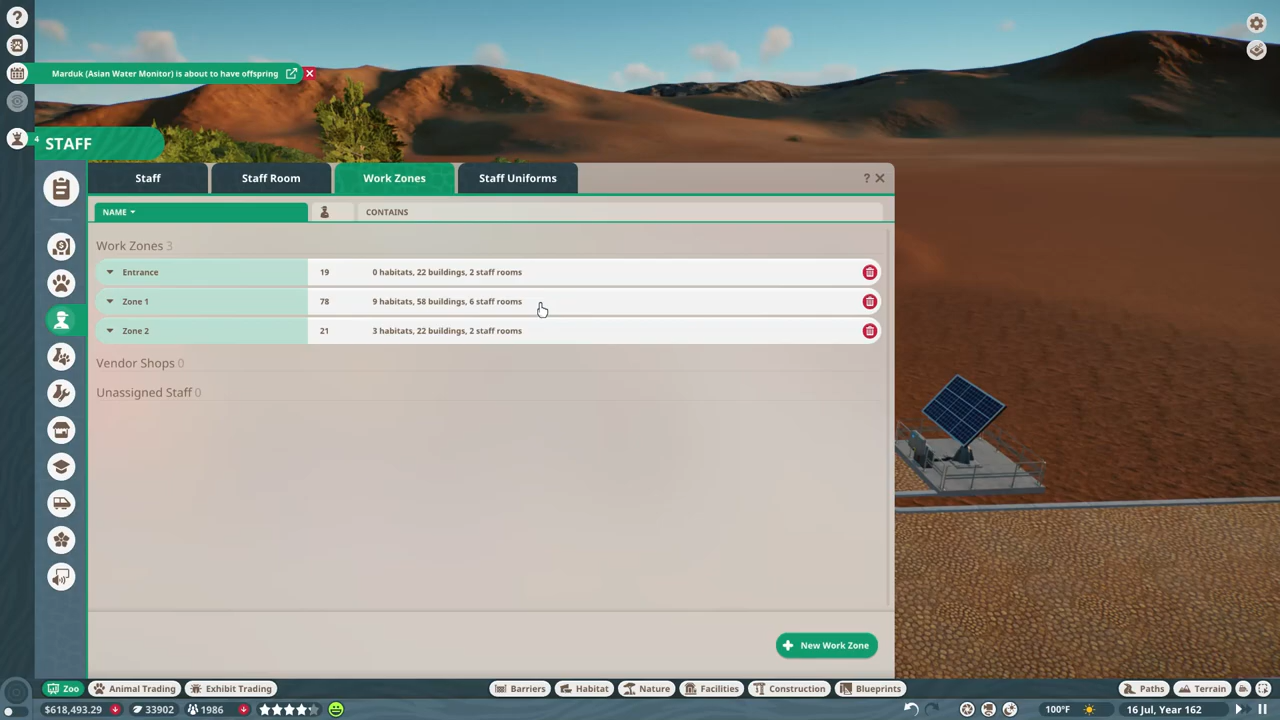 Marduk (Asian Water Monitor) is about to have offspring
4
STAFF
Staff
Staff Room
Work Zones
Staff Uniforms
?
NAME
CONTAINS
Work Zones 3
Entrance
19
0 habitats, 22 buildings, 2 staff rooms
Zone 1
78
9 habitats, 58 buildings, 6 staff rooms
Zone 2
21
3 habitats, 22 buildings, 2 staff rooms
Vendor Shops 0
Unassigned Staff 0
New Work Zone
Zoo
Animal Trading
Exhibit Trading
Barriers
Habitat
Nature
Facilities
Construction
Blueprints
Paths
Terrain
$618,493.29
33902
1986
100°F
16 Jul, Year 162